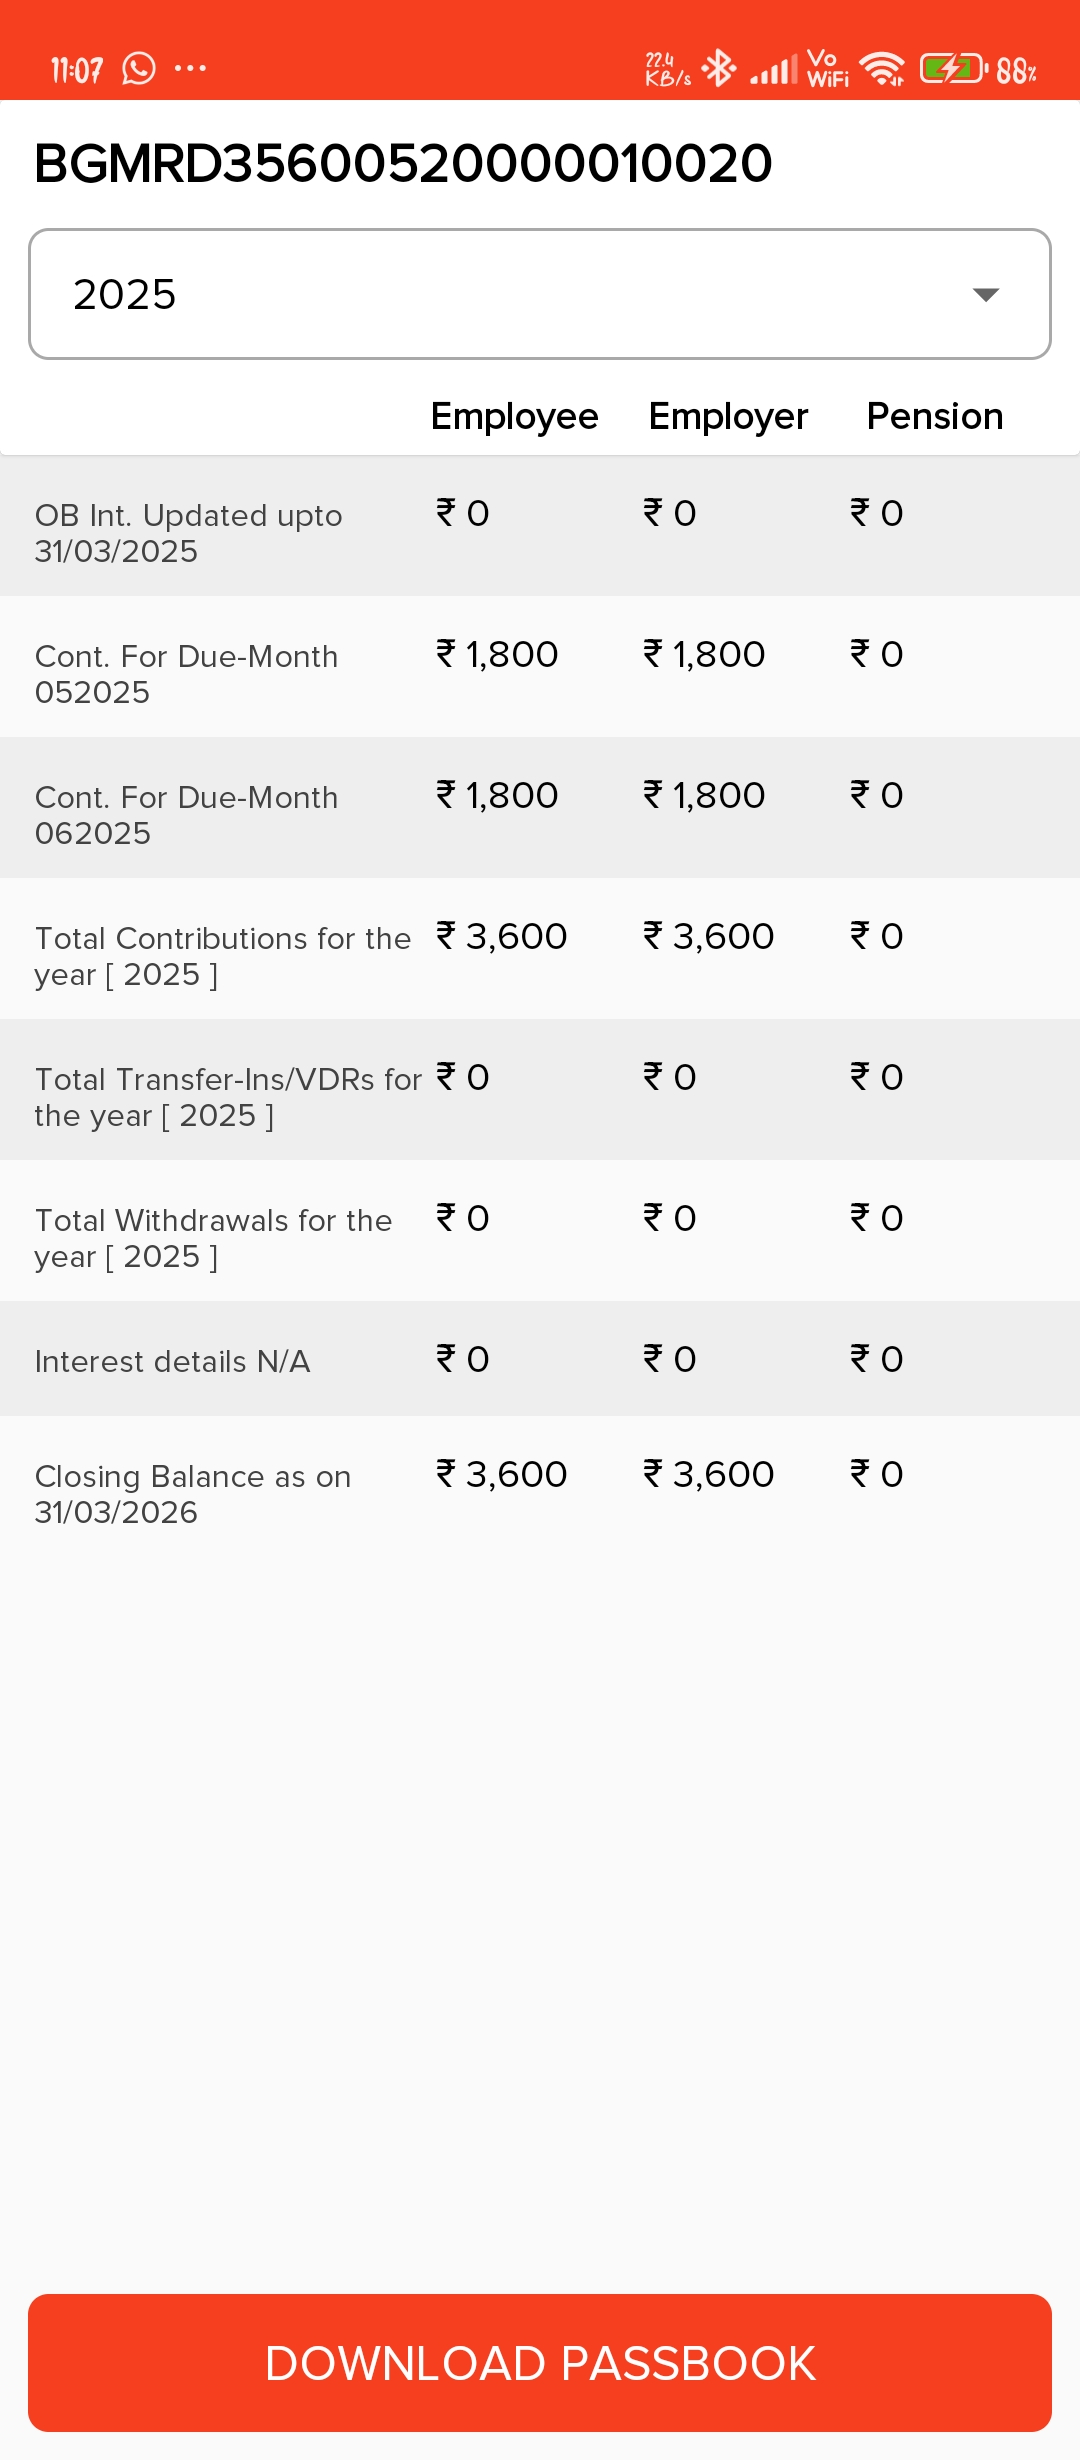 11:07 ... 22.4 KB/s Vo WiFi 88%
BGMRD35600520000010020
2025
Employee Employer Pension
OB Int. Updated upto ₹ 0 ₹ 0 ₹ 0
31/03/2025
Cont. For Due-Month ₹ 1,800 ₹ 1,800 ₹ 0
052025
Cont. For Due-Month ₹ 1,800 ₹ 1,800 ₹ 0
062025
Total Contributions for the ₹ 3,600 ₹ 3,600 ₹ 0
year [ 2025 ]
Total Transfer-Ins/VDRs for ₹ 0 ₹ 0 ₹ 0
the year [ 2025 ]
Total Withdrawals for the ₹ 0 ₹ 0 ₹ 0
year [ 2025 ]
Interest details N/A ₹ 0 ₹ 0 ₹ 0
Closing Balance as on ₹ 3,600 ₹ 3,600 ₹ 0
31/03/2026
DOWNLOAD PASSBOOK